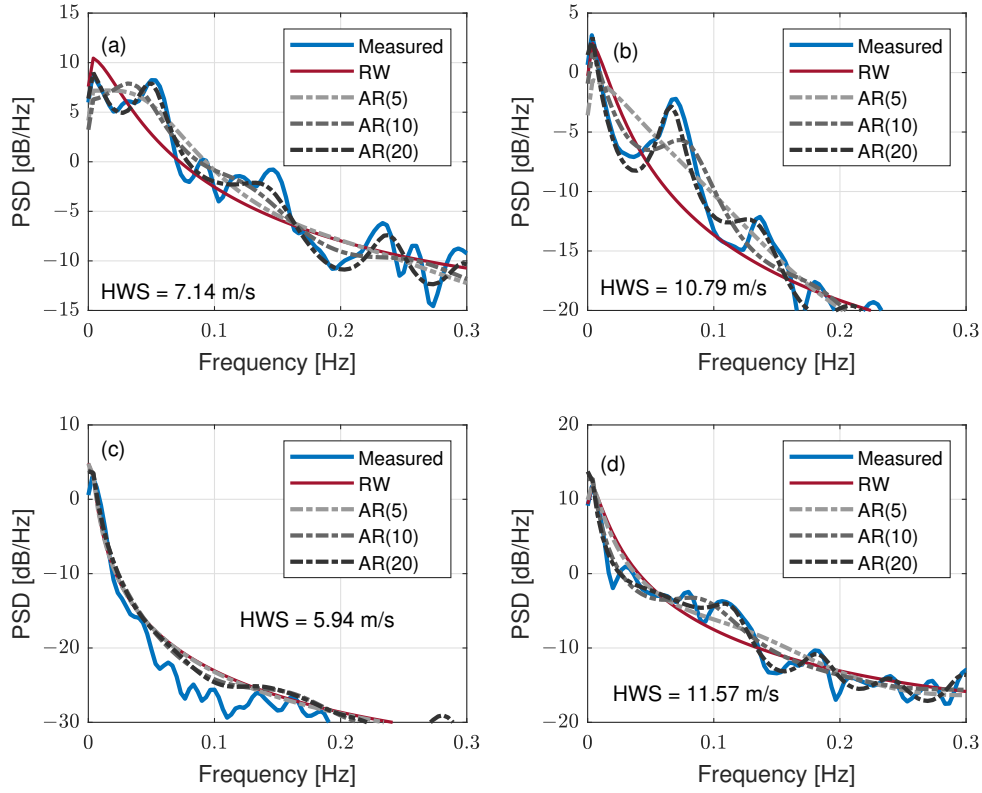 (a)
Measured
RW
AR(5)
AR(10)
AR(20)
HWS = 7.14 m/s
PSD [dB/Hz]
15
10
5
0
−5
−10
−15
0
0.1
0.2
0.3
Frequency [Hz]
(b)
Measured
RW
AR(5)
AR(10)
AR(20)
HWS = 10.79 m/s
PSD [dB/Hz]
5
0
−5
−10
−15
−20
0
0.1
0.2
0.3
Frequency [Hz]
(c)
Measured
RW
AR(5)
AR(10)
AR(20)
HWS = 5.94 m/s
PSD [dB/Hz]
10
0
−10
−20
−30
0
0.1
0.2
0.3
Frequency [Hz]
(d)
Measured
RW
AR(5)
AR(10)
AR(20)
HWS = 11.57 m/s
PSD [dB/Hz]
20
10
0
−10
−20
0
0.1
0.2
0.3
Frequency [Hz]